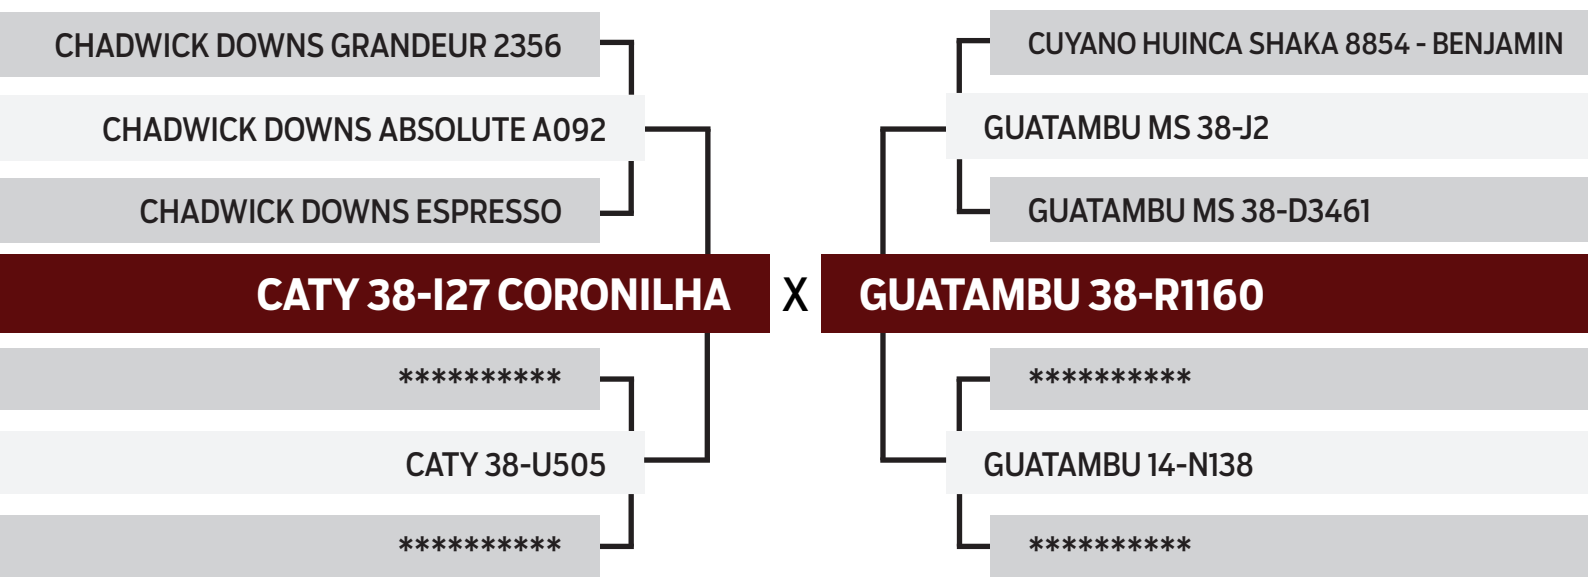 CHADWICK DOWNS GRANDEUR 2356
CHADWICK DOWNS ABSOLUTE A092
CHADWICK DOWNS ESPRESSO
CATY 38-I27 CORONILHA
**********
CATY 38-U505
**********
X
CUYANO HUINCA SHAKA 8854 - BENJAMIN
GUATAMBU MS 38-J2
GUATAMBU MS 38-D3461
GUATAMBU 38-R1160
**********
GUATAMBU 14-N138
**********